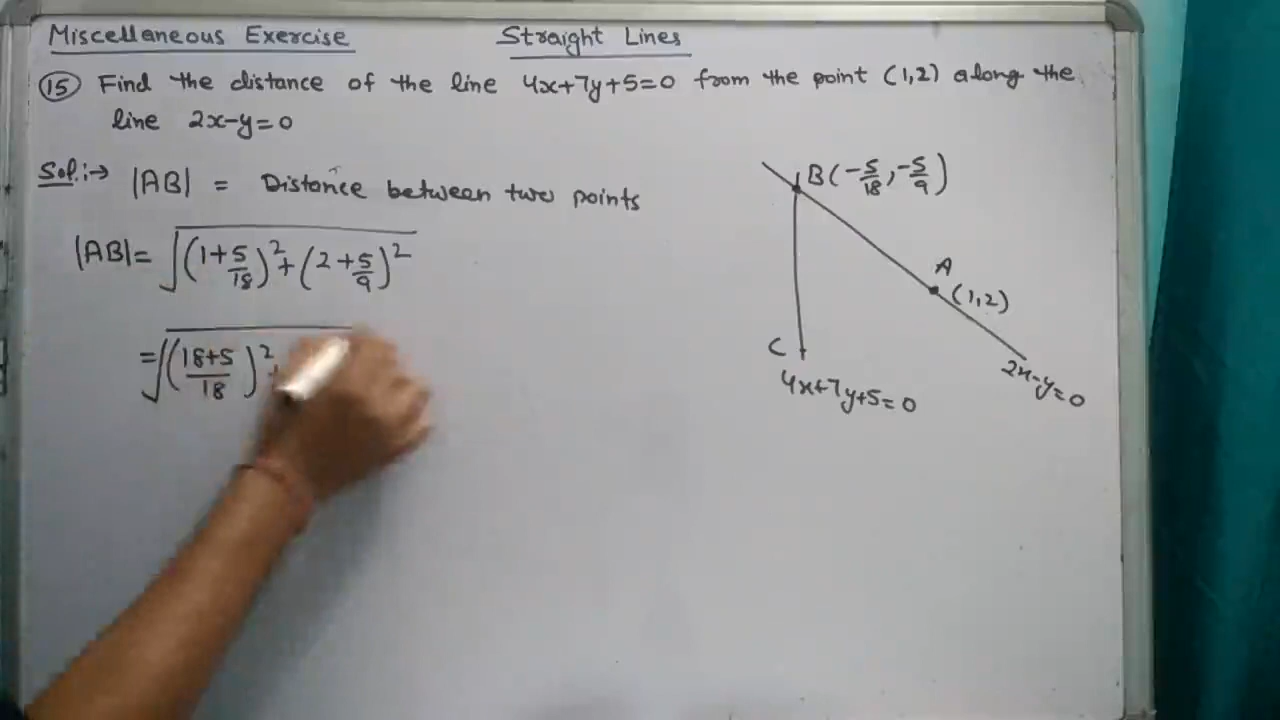 Miscellaneous Exercise Straight Lines
15 Find the distance of the line 4x+7y+5=0 from the point (1,2) along the
line 2x-y=0
Sol:→ |AB| = Distance between two points
|AB| = √((1+5/18)²+(2+5/9)²)
=√((18+5/18)²+
B(-5/18, -5/9)
A
(1,2)
C
4x+7y+5=0
2x-y=0